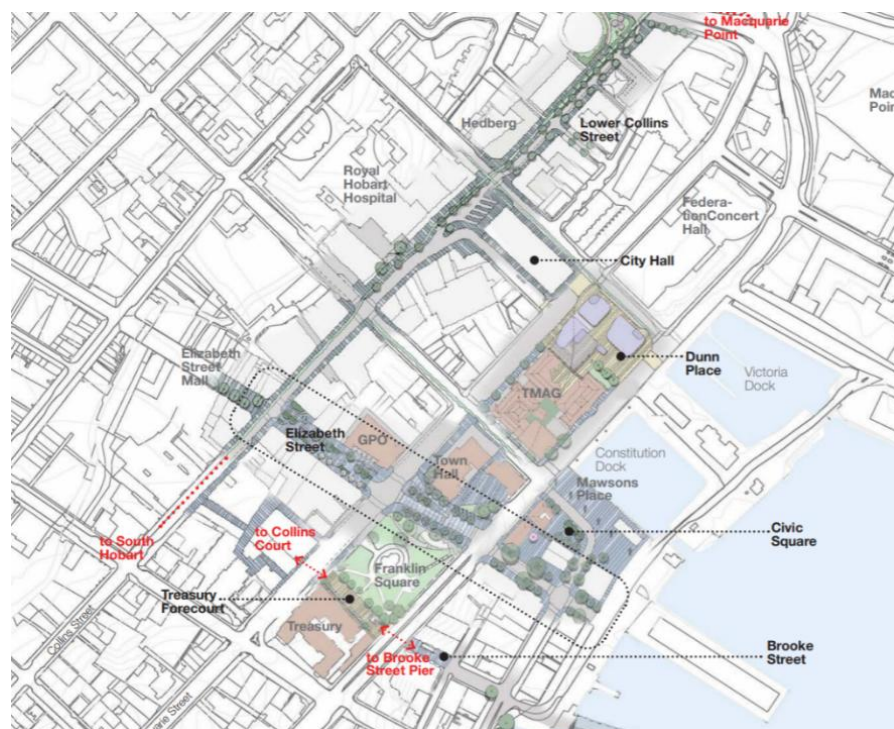 to Macquarie
Point
Mac
Poin
Hedberg
Lower Collins
Street
Royal
Hobart
Hospital
Federa-
tionConcert
Hall
City Hall
Elizabeth
Street
Mall
Dunn
Place
Victoria
Dock
TMAG
Elizabeth
Street
GPO
Town
Hall
Constitution
Dock
Mawsons
Place
to South
Hobart
to Collins
Court
Civic
Square
Franklin
Square
Treasury
Forecourt
Treasury
to Brooke
Street Pier
Brooke
Street
Collins Street
arie Street